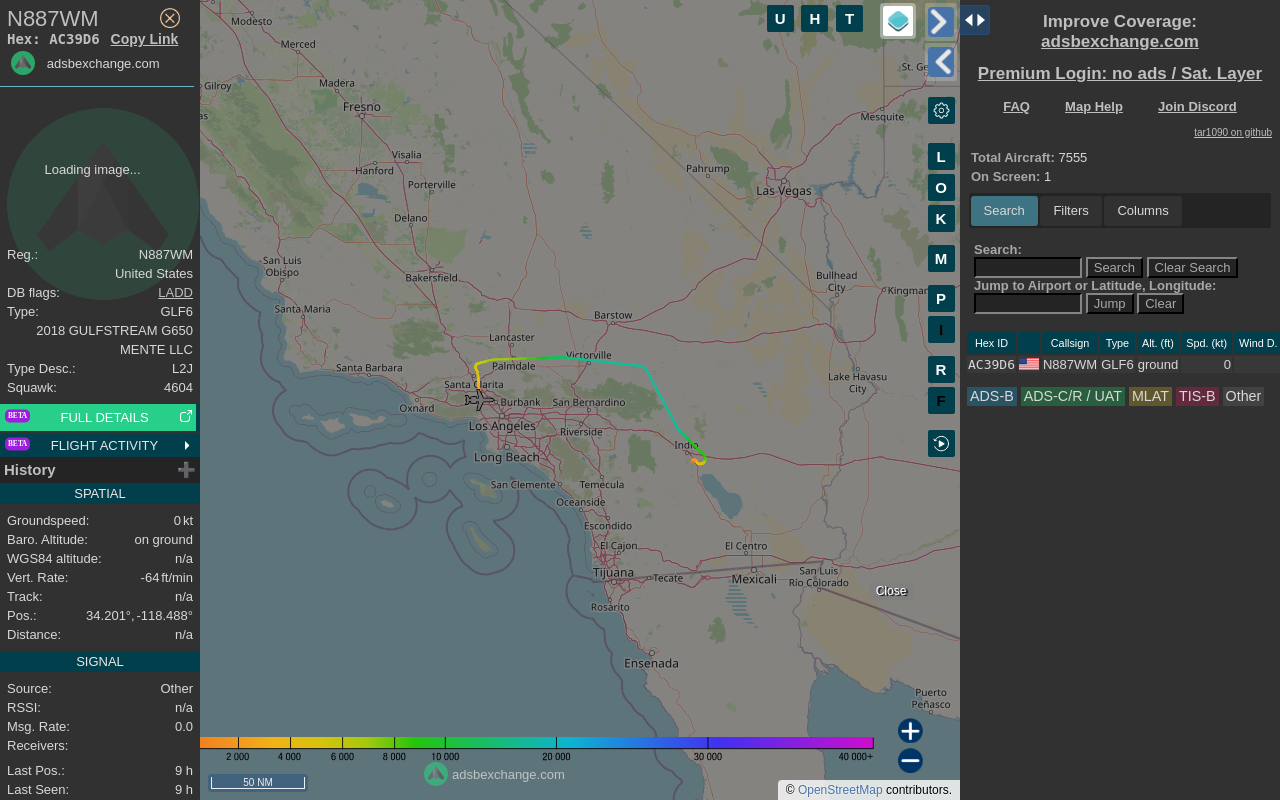 N887WM
Hex: AC39D6 Copy Link
adsbexchange.com
Loading image...
Reg.: N887WM
United States
DB flags: LADD
Type: GLF6
2018 GULFSTREAM G650
MENTE LLC
Type Desc.: L2J
Squawk: 4604
BETA FULL DETAILS
BETA FLIGHT ACTIVITY
History
SPATIAL
Groundspeed: 0 kt
Baro. Altitude: on ground
WGS84 altitude: n/a
Vert. Rate: -64 ft/min
Track: n/a
Pos.: 34.201°, -118.488°
Distance: n/a
SIGNAL
Source: Other
RSSI: n/a
Msg. Rate: 0.0
Receivers:
Last Pos.: 9 h
Last Seen: 9 h
Modesto
Merced
Gilroy
Madera
Fresno
St. Ge
Mesquite
Visalia
Hanford
Porterville
Pahrump
Las Vegas
Delano
San Luis
Obispo
Bakersfield
Bullhead
City
Kingman
Santa Maria
Barstow
Lancaster
Victorville
Palmdale
Santa Barbara
Santa Clarita
Lake Havasu
City
Oxnard
Burbank
San Bernardino
Los Angeles
Riverside
Indio
Long Beach
San Clemente
Temecula
Oceanside
Escondido
El Cajon
El Centro
Tijuana
Tecate
Mexicali
San Luis
Río Colorado
Rosarito
Ensenada
Puerto
Peñasco
Close
U H T
L
O
K
M
P
I
R
F
2 000 4 000 6 000 8 000 10 000 20 000 30 000 40 000+
adsbexchange.com
50 NM
© OpenStreetMap contributors.
Improve Coverage:
adsbexchange.com
Premium Login: no ads / Sat. Layer
FAQ Map Help Join Discord
tar1090 on github
Total Aircraft: 7555
On Screen: 1
Search Filters Columns
Search:
Search Clear Search
Jump to Airport or Latitude, Longitude:
Jump Clear
Hex ID Callsign Type Alt. (ft) Spd. (kt) Wind D.
AC39D6 N887WM GLF6 ground 0
ADS-B ADS-C/R / UAT MLAT TIS-B Other